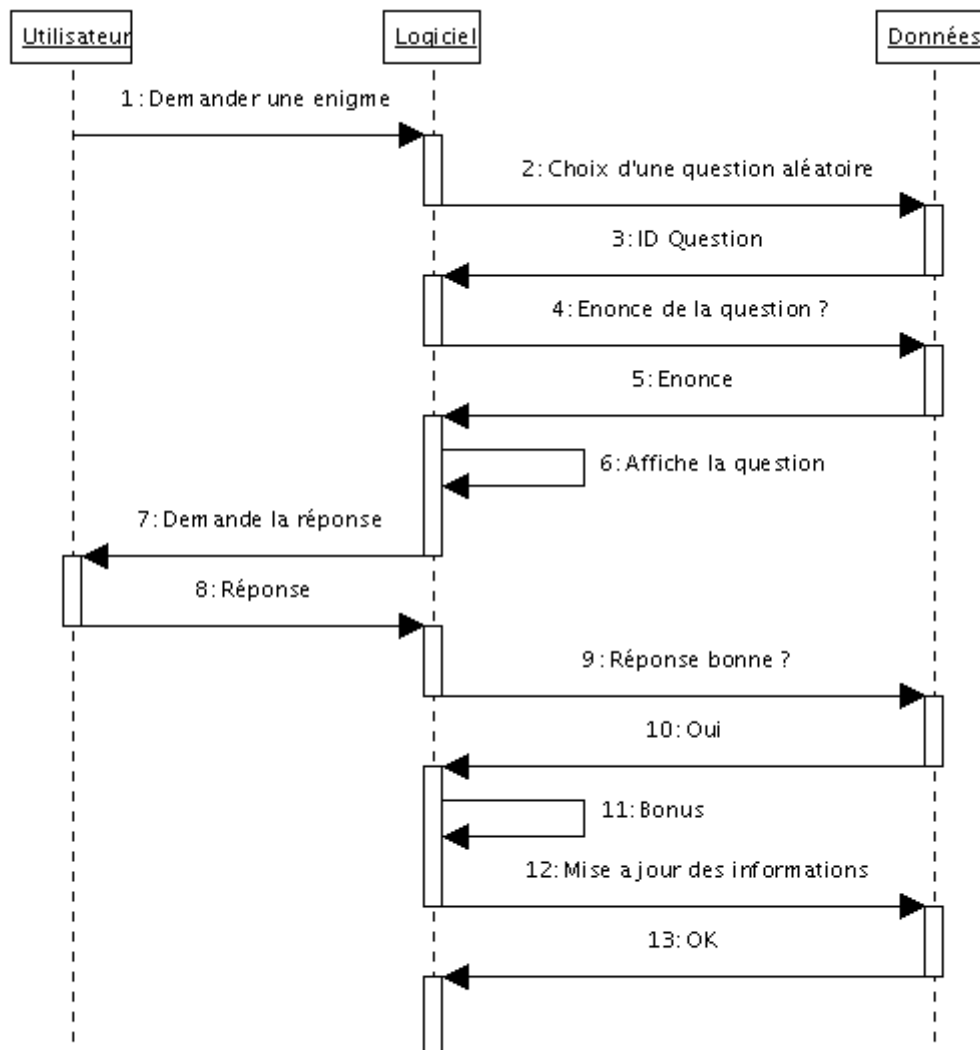 Utilisateur
Logiciel
Données
1:Demander une enigme
2:Choix d'une question aléatoire
3:ID Question
4:Enonce de la question ?
5:Enonce
6:Affiche la question
7:Demande la réponse
8:Réponse
9:Réponse bonne ?
10:Oui
11:Bonus
12:Mise a jour des informations
13:OK